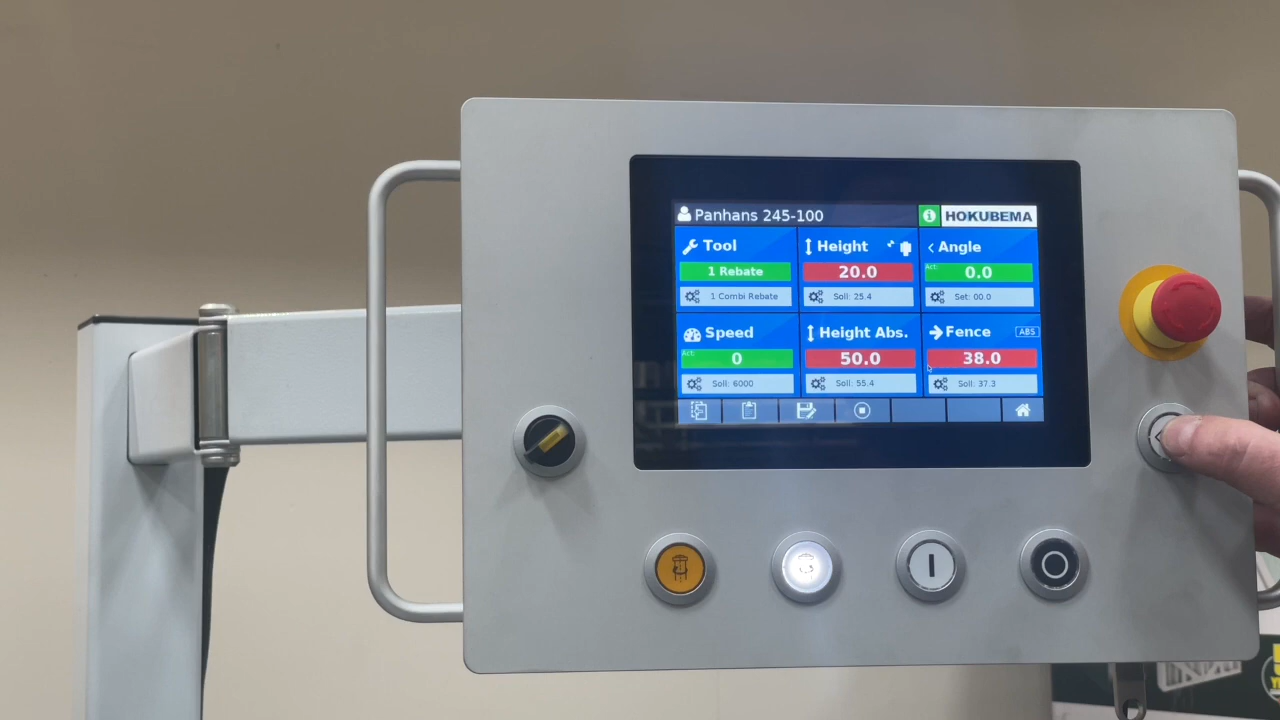 Panhans 245-100
HOKUBEMA
Tool
Height
Angle
1 Rebate
20.0
Act:
0.0
1 Combi Rebate
Soll: 25.4
Set: 00.0
Speed
Height Abs.
Fence
ABS
Act:
0
50.0
38.0
Soll: 6000
Soll: 55.4
Soll: 37.3